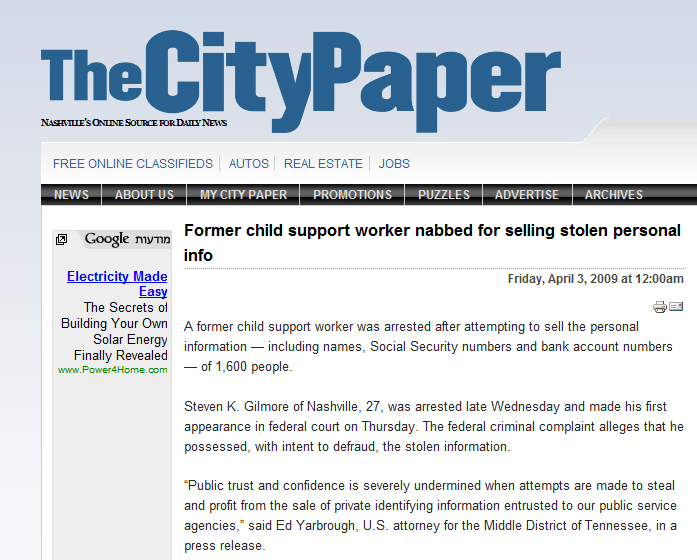 TheCityPaper
NASHVILLE'S ONLINE SOURCE FOR DAILY NEWS
FREE ONLINE CLASSIFIEDS AUTOS REAL ESTATE JOBS
NEWS ABOUT US MY CITY PAPER PROMOTIONS PUZZLES ADVERTISE ARCHIVES
מודעות Google
Electricity Made
Easy
The Secrets of
Building Your Own
Solar Energy
Finally Revealed
www.Power4Home.com
Former child support worker nabbed for selling stolen personal
info
Friday, April 3, 2009 at 12:00am
A former child support worker was arrested after attempting to sell the personal
information — including names, Social Security numbers and bank account numbers
— of 1,600 people.
Steven K. Gilmore of Nashville, 27, was arrested late Wednesday and made his first
appearance in federal court on Thursday. The federal criminal complaint alleges that he
possessed, with intent to defraud, the stolen information.
“Public trust and confidence is severely undermined when attempts are made to steal
and profit from the sale of private identifying information entrusted to our public service
agencies,” said Ed Yarbrough, U.S. attorney for the Middle District of Tennessee, in a
press release.